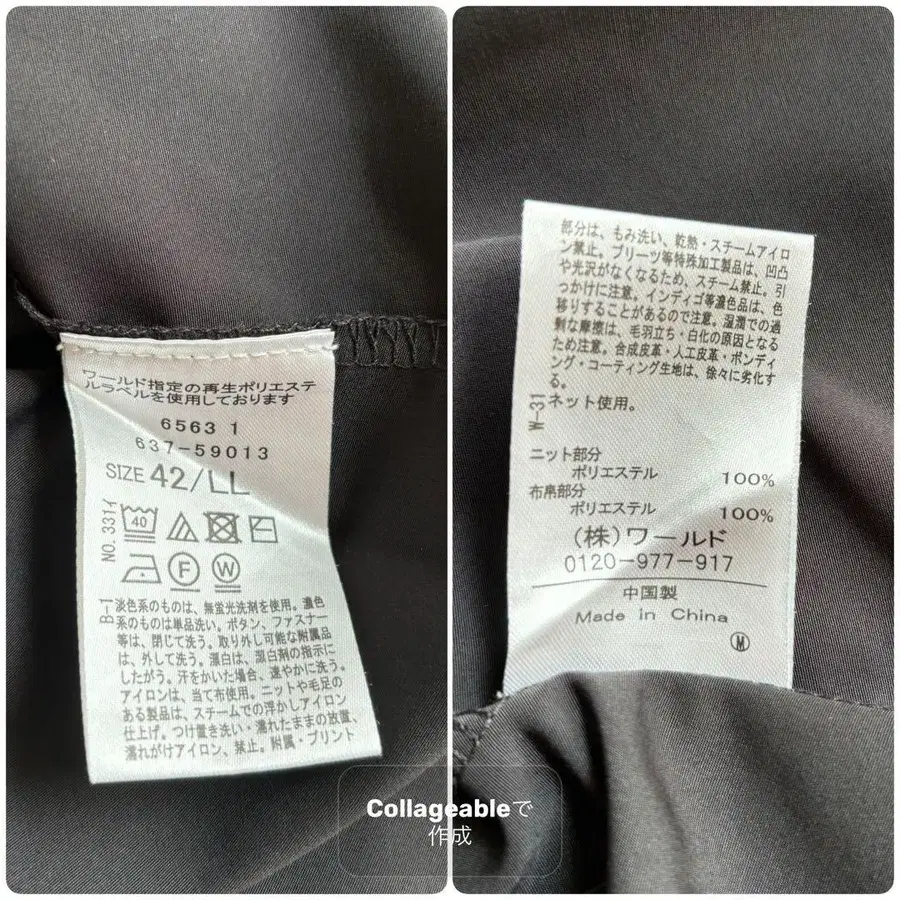 ワールド指定の再生ポリエステ
ルラベルを使用しております
6563 1
637-59013
SIZE 42/LL
NO.331イ
40
F
W
B-1
淡色系のものは、無蛍光洗剤を使用。濃色
系のものは単品洗い。ボタン、ファスナー
等は、閉じて洗う。取り外し可能な附属品
は、外して洗う。漂白は、漂白剤の指示に
したがう。汗をかいた場合、速やかに洗う。
アイロンは、当て布使用。ニットや毛足の
ある製品は、スチームでの浮かしアイロン
仕上げ。つけ置き洗い・濡れたままの放置、
濡れがけアイロン、禁止。附属・プリント
部分は、もみ洗い、乾熱・スチームアイロ
ン禁止。プリーツ等特殊加工製品は、凹凸
や光沢がなくなるため、スチーム禁止。引
っかけに注意。インディゴ等濃色品は、色
移りすることがあるので注意。湿潤での過
剰な摩擦は、毛羽立ち・白化の原因となる
ため注意。合成皮革・人工皮革・ボンディ
ング・コーティング生地は、徐々に劣化す
る。
W-31
ネット使用。
ニット部分
ポリエステル 100%
布帛部分
ポリエステル 100%
(株)ワールド
0120-977-917
中国製
Made in China
M
Collageableで
作成